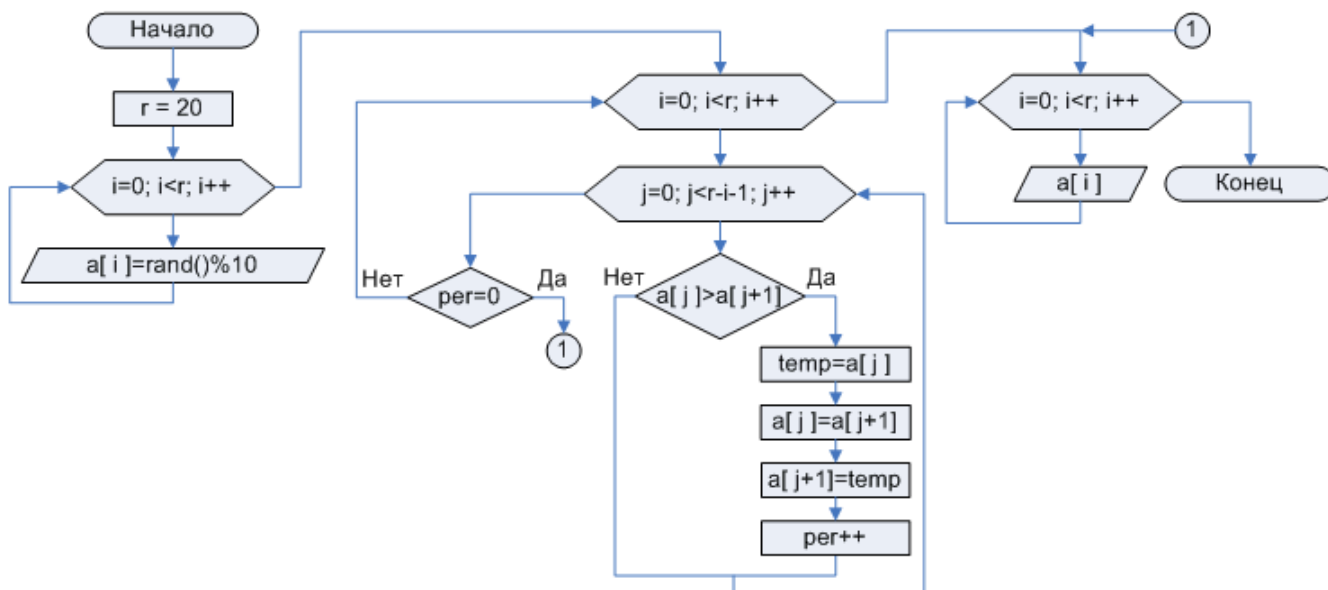 Начало
r = 20
i=0; i<r; i++
a[ i ]=rand()%10
i=0; i<r; i++
j=0; j<r-i-1; j++
Нет
per=0
Да
1
Нет
a[ j ]>a[ j+1]
Да
temp=a[ j ]
a[ j ]=a[ j+1]
a[ j+1]=temp
per++
1
i=0; i<r; i++
a[ i ]
Конец